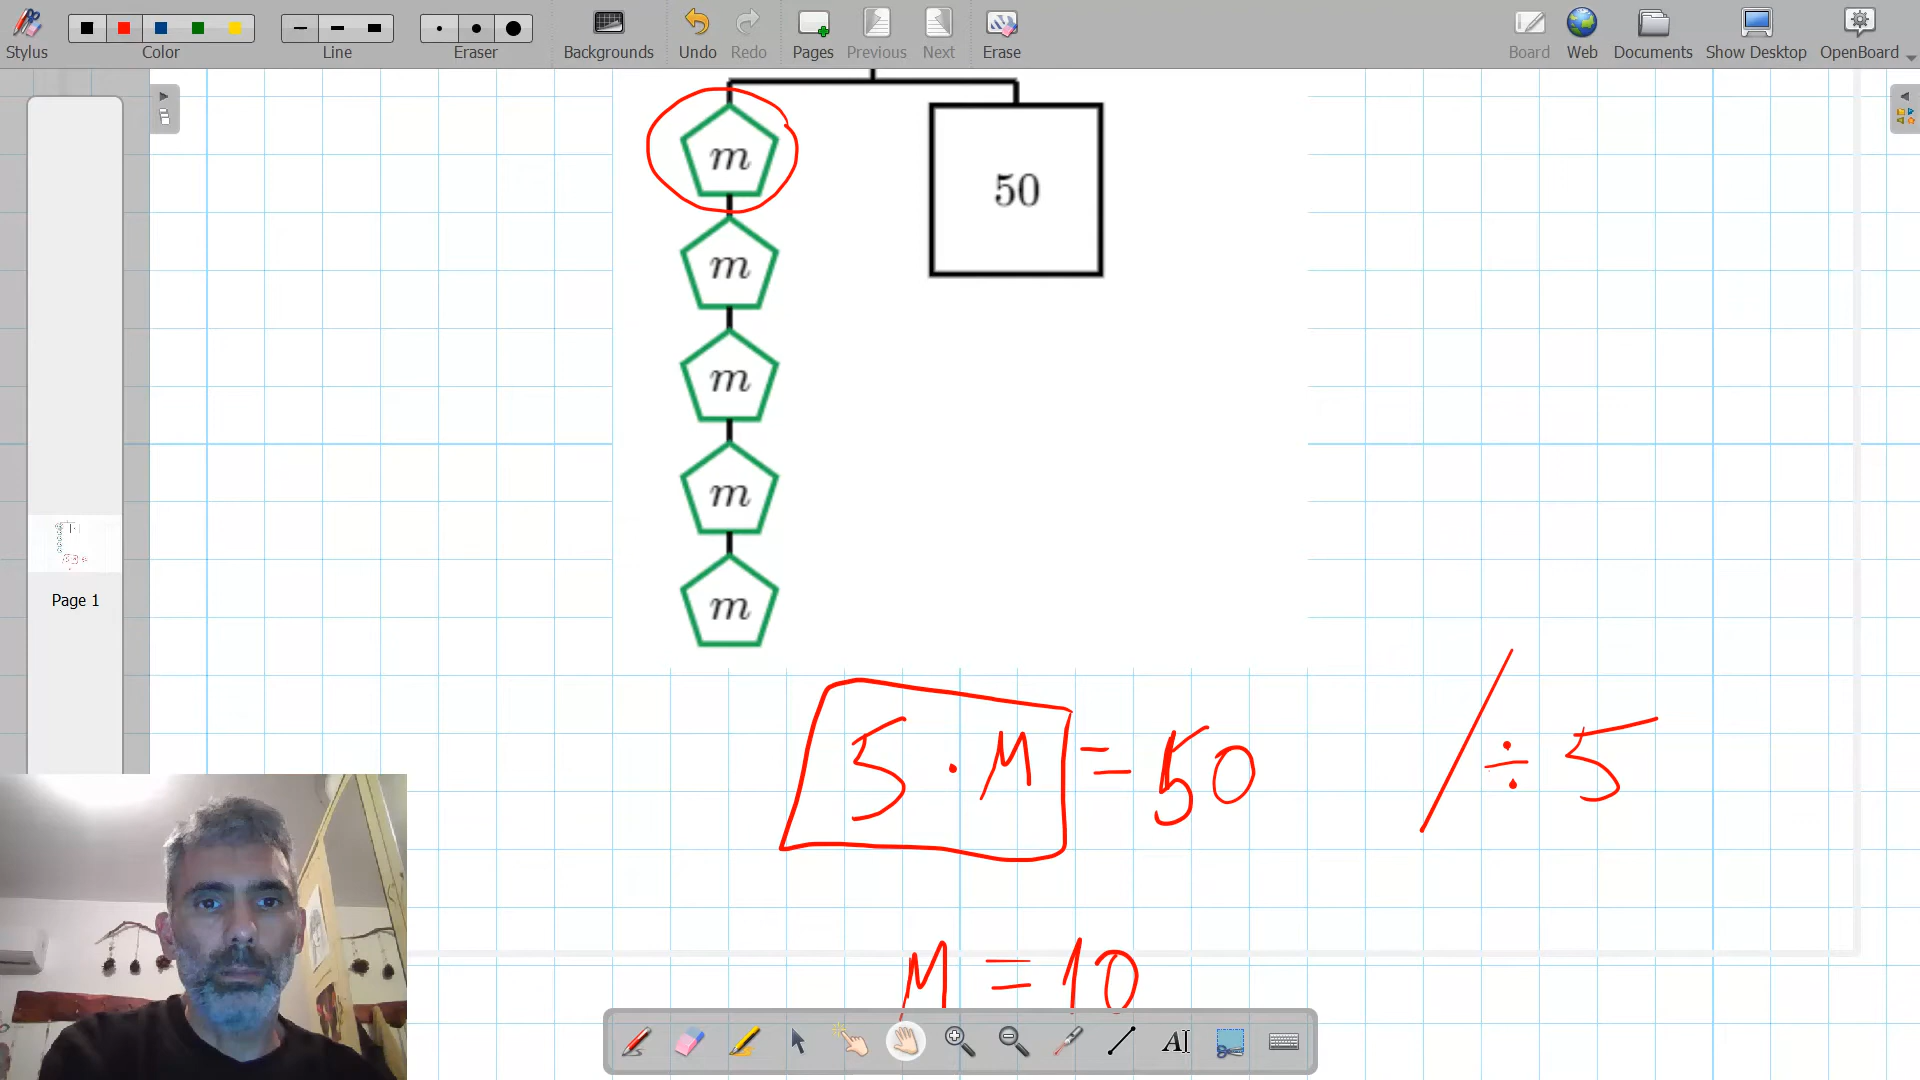 Stylus
Color
Line
Eraser
Backgrounds
Undo
Redo
Pages
Previous
Next
Erase
Board
Web
Documents
Show Desktop
OpenBoard
m
50
m
m
m
m
5 · M = 50 / ÷ 5
M = 10
Page 1
AI